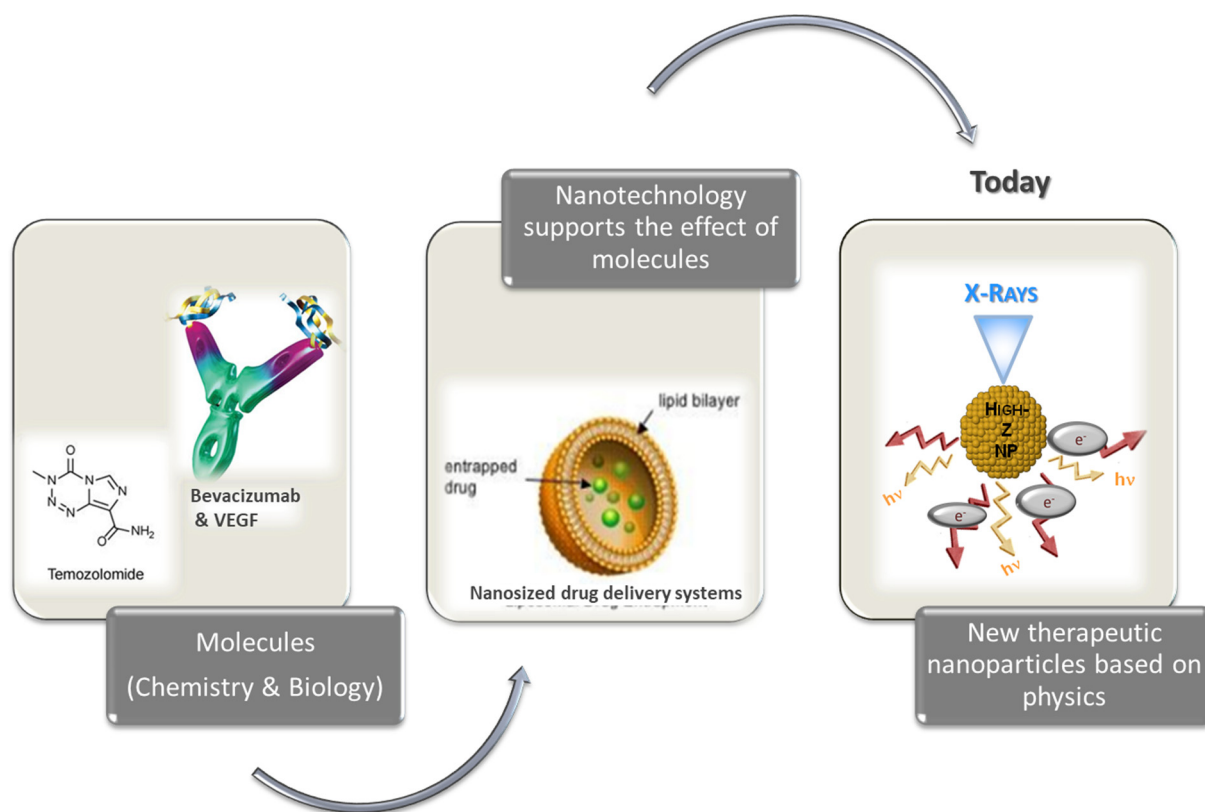 Molecules
(Chemistry & Biology)
Bevacizumab
& VEGF
O
N
N
N
N
N
O
NH₂
Temozolomide
Nanotechnology
supports the effect of
molecules
lipid bilayer
entrapped
drug
Nanosized drug delivery systems
Today
X-RAYS
HIGH-
Z
NP
e⁻
hν
hν
e⁻
e⁻
hν
New therapeutic
nanoparticles based on
physics